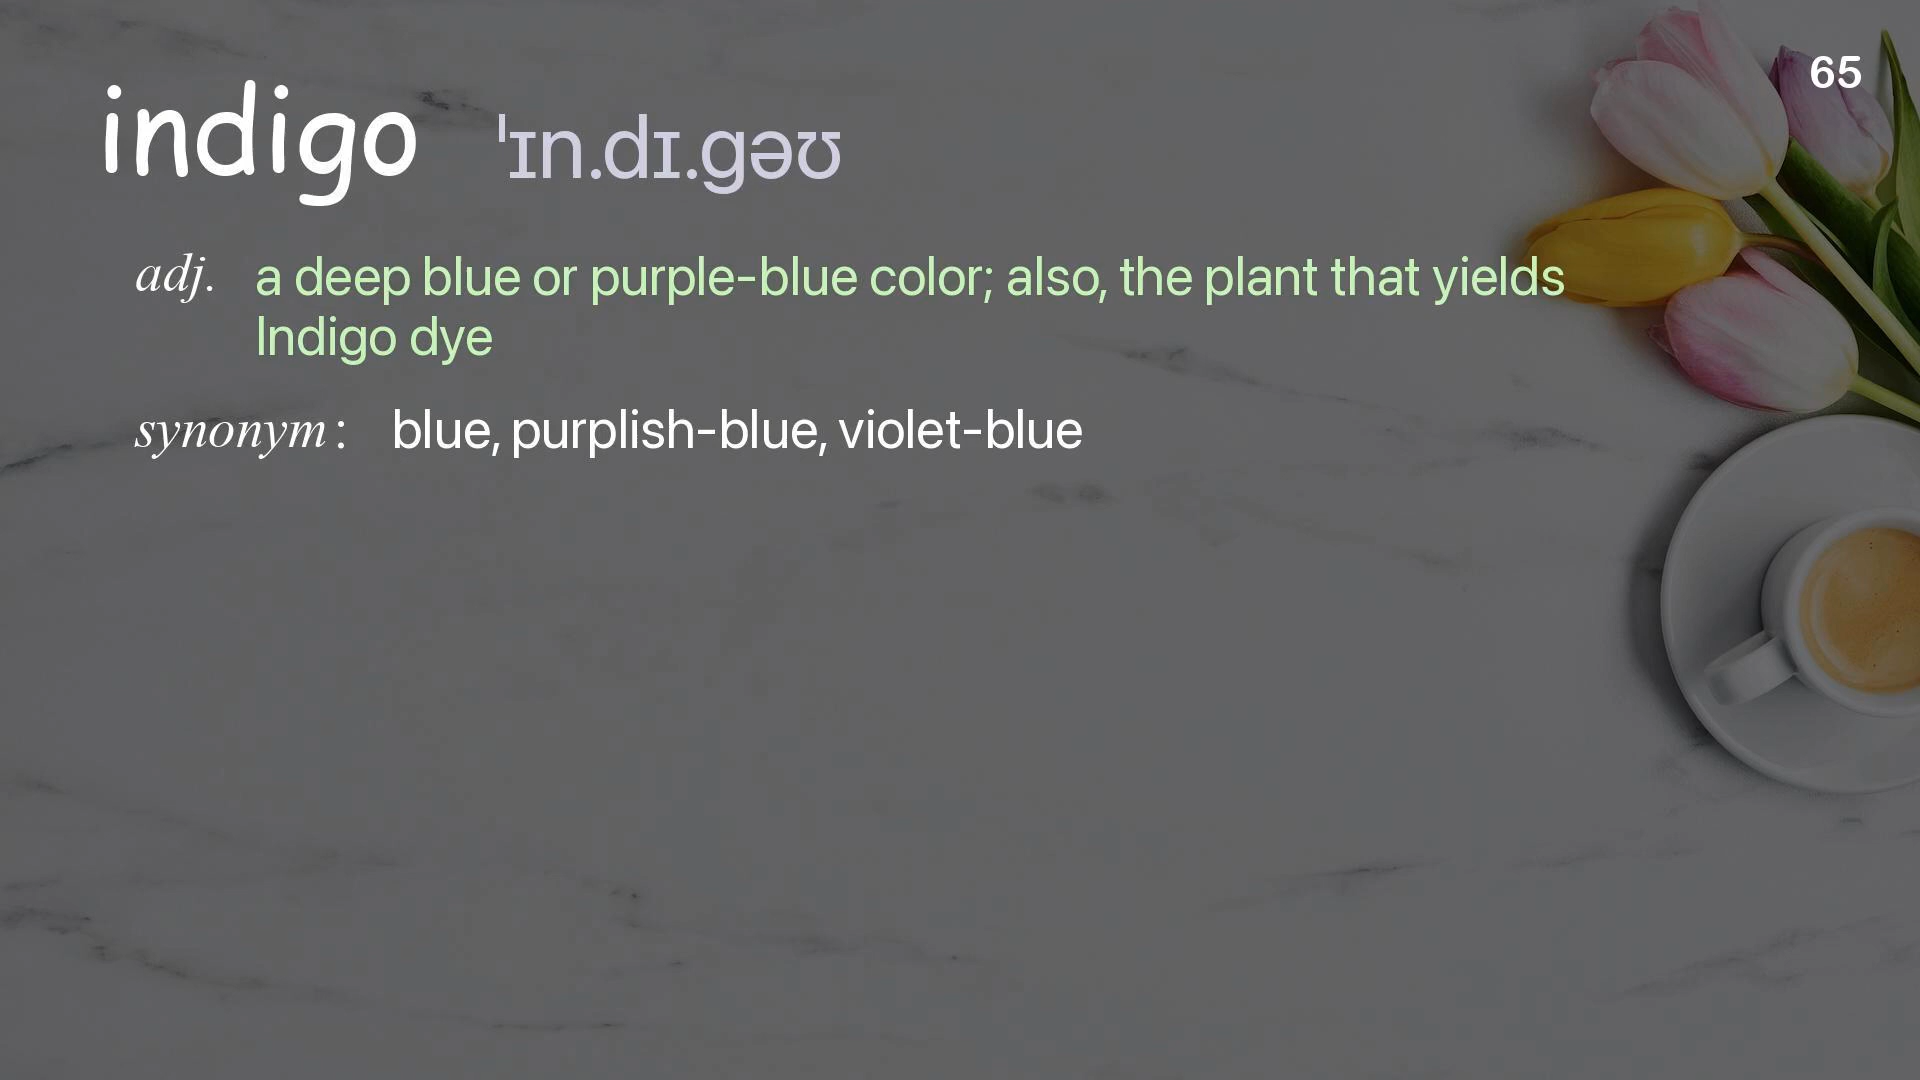 65
indigo ˈɪn.dɪ.gəʊ
adj. a deep blue or purple-blue color; also, the plant that yields
Indigo dye
synonym: blue, purplish-blue, violet-blue